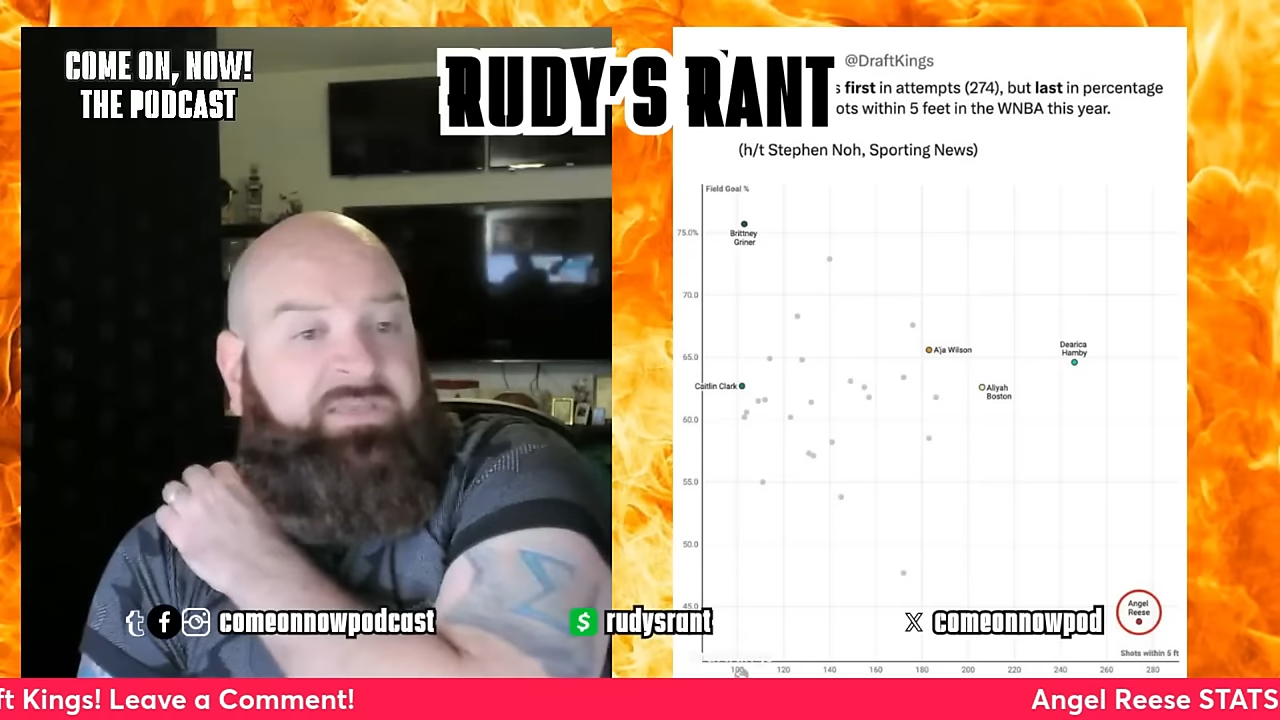 COME ON, NOW!
THE PODCAST
RUDY'S RANT
@DraftKings
s first in attempts (274), but last in percentage
ots within 5 feet in the WNBA this year.
(h/t Stephen Noh, Sporting News)
Field Goal %
75.0%
Brittney
Griner
70.0
65.0
A'ja Wilson
Dearica
Hamby
Caitlin Clark
Aliyah
Boston
60.0
55.0
50.0
45.0
Angel
Reese
Shots within 5 ft
100 120 140 160 180 200 220 240 260 280
comeonnowpodcast
$ rudysrant
X comeonnowpod
ft Kings! Leave a Comment!
Angel Reese STATS